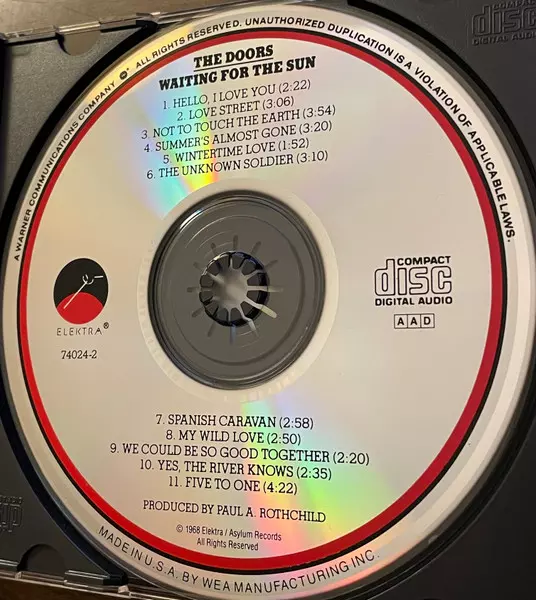 A WARNER COMMUNICATIONS COMPANY ALL RIGHTS RESERVED. UNAUTHORIZED DUPLICATION IS A VIOLATION OF APPLICABLE LAWS.
THE DOORS
WAITING FOR THE SUN
1. HELLO, I LOVE YOU (2:22)
2. LOVE STREET (3:06)
3. NOT TO TOUCH THE EARTH (3:54)
4. SUMMER'S ALMOST GONE (3:20)
5. WINTERTIME LOVE (1:52)
6. THE UNKNOWN SOLDIER (3:10)
ELEKTRA®
74024-2
COMPACT
disc
DIGITAL AUDIO
AAD
7. SPANISH CARAVAN (2:58)
8. MY WILD LOVE (2:50)
9. WE COULD BE SO GOOD TOGETHER (2:20)
10. YES, THE RIVER KNOWS (2:35)
11. FIVE TO ONE (4:22)
PRODUCED BY PAUL A. ROTHCHILD
© 1968 Elektra / Asylum Records
All Rights Reserved
MADE IN U.S.A. BY WEA MANUFACTURING INC.
disc
DIGITAL AUDIO